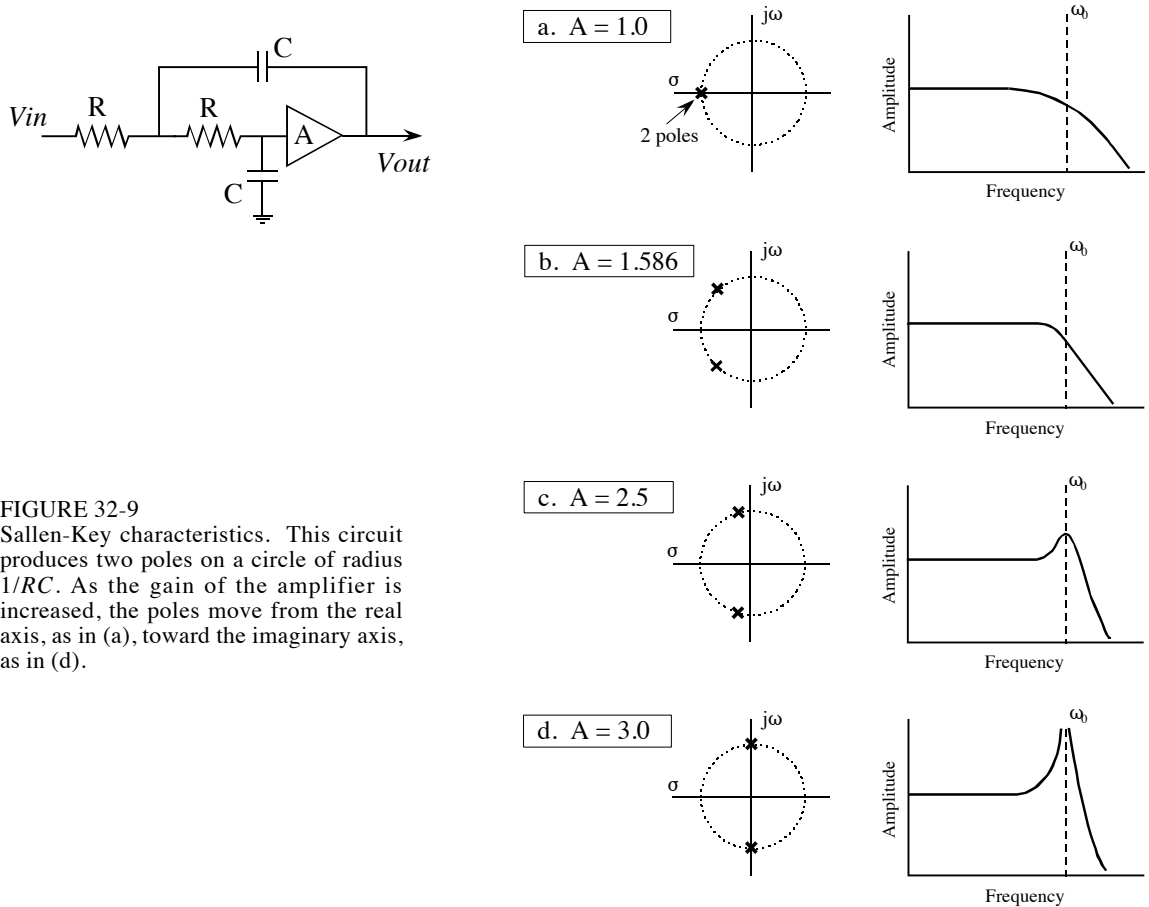 Vin
R
R
C
C
A
Vout
FIGURE 32-9
Sallen-Key characteristics. This circuit
produces two poles on a circle of radius
1/RC. As the gain of the amplifier is
increased, the poles move from the real
axis, as in (a), toward the imaginary axis,
as in (d).
a. A = 1.0
jω
σ
2 poles
Amplitude
ω0
Frequency
b. A = 1.586
jω
σ
Amplitude
ω0
Frequency
c. A = 2.5
jω
σ
Amplitude
ω0
Frequency
d. A = 3.0
jω
σ
Amplitude
ω0
Frequency